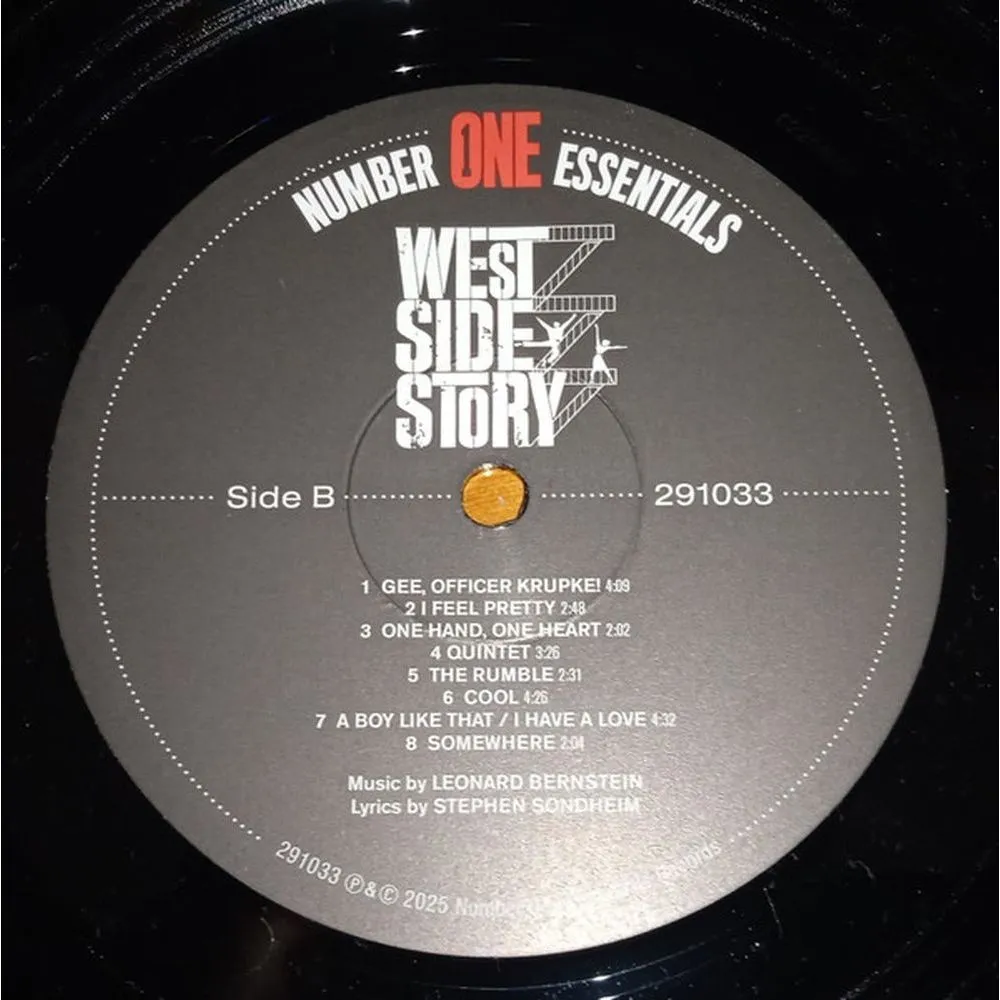 NUMBER ONE ESSENTIALS
WEST
SIDE
STORY
Side B 291033
1 GEE, OFFICER KRUPKE! 4:09
2 I FEEL PRETTY 2:48
3 ONE HAND, ONE HEART 2:02
4 QUINTET 3:26
5 THE RUMBLE 2:31
6 COOL 4:26
7 A BOY LIKE THAT / I HAVE A LOVE 4:32
8 SOMEWHERE 2:04
Music by LEONARD BERNSTEIN
Lyrics by STEPHEN SONDHEIM
291033 ℗ & © 2025 Number Records